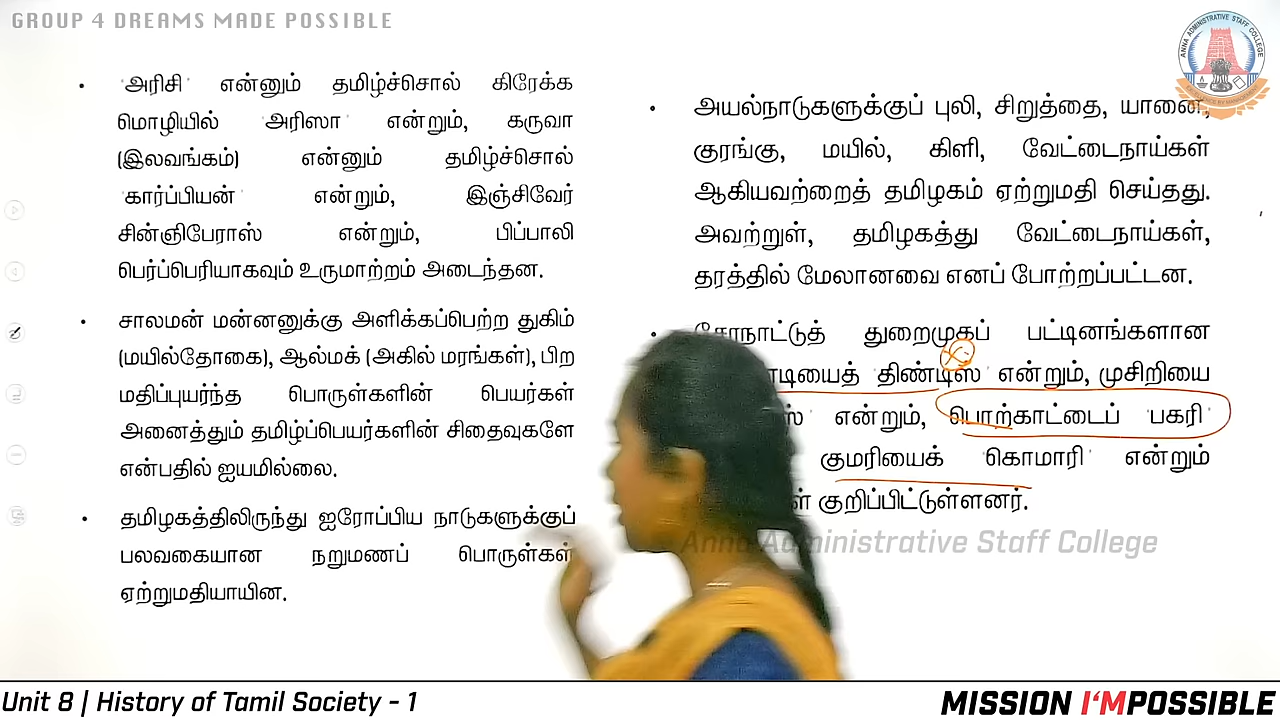 GROUP 4 DREAMS MADE POSSIBLE
ANNA ADMINISTRATIVE STAFF COLLEGE
• 'அரிசி' என்னும் தமிழ்ச்சொல் கிரேக்க
மொழியில் 'அரிஸா' என்றும், கருவா
(இலவங்கம்) என்னும் தமிழ்ச்சொல்
'கார்ப்பியன்' என்றும், இஞ்சிவேர்
சின்ஞிபேராஸ் என்றும், பிப்பாலி
பெர்ப்பெரியாகவும் உருமாற்றம் அடைந்தன.
• சாலமன் மன்னனுக்கு அளிக்கப்பெற்ற துகிம்
(மயில்தோகை), ஆல்மக் (அகில் மரங்கள்), பிற
மதிப்புயர்ந்த பொருள்களின் பெயர்கள்
அனைத்தும் தமிழ்ப்பெயர்களின் சிதைவுகளே
என்பதில் ஐயமில்லை.
• தமிழகத்திலிருந்து ஐரோப்பிய நாடுகளுக்குப்
பலவகையான நறுமணப் பொருள்கள்
ஏற்றுமதியாயின.
• அயல்நாடுகளுக்குப் புலி, சிறுத்தை, யானை,
குரங்கு, மயில், கிளி, வேட்டைநாய்கள்
ஆகியவற்றைத் தமிழகம் ஏற்றுமதி செய்தது.
அவற்றுள், தமிழகத்து வேட்டைநாய்கள்,
தரத்தில் மேலானவை எனப் போற்றப்பட்டன.
• துறைமுகப் பட்டினங்களான
திண்டிஸ் என்றும், முசிறியை
என்றும், பொற்காட்டைப் 'பகரி'
குமரியைக் 'கொமாரி' என்றும்
குறிப்பிட்டுள்ளனர்.
Anna Administrative Staff College
Unit 8 | History of Tamil Society - 1
MISSION I'MPOSSIBLE